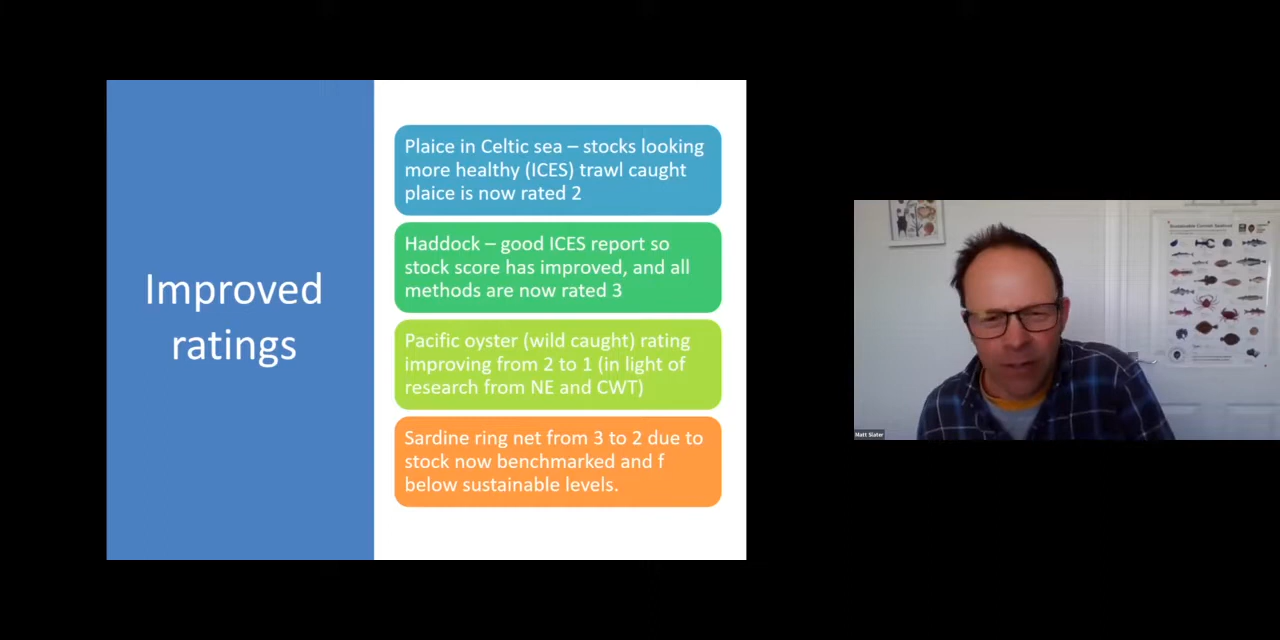 Improved
ratings
Plaice in Celtic sea – stocks looking
more healthy (ICES) trawl caught
plaice is now rated 2
Haddock – good ICES report so
stock score has improved, and all
methods are now rated 3
Pacific oyster (wild caught) rating
improving from 2 to 1 (in light of
research from NE and CWT)
Sardine ring net from 3 to 2 due to
stock now benchmarked and f
below sustainable levels.
Sustainable Cornish Seafood
Matt Slater